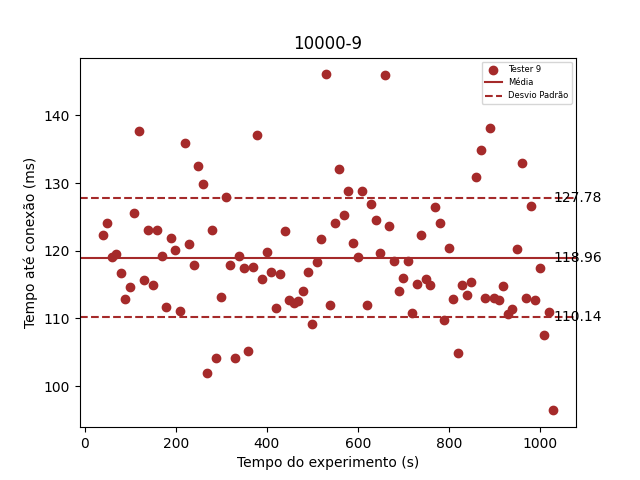 10000-9
Tempo até conexão (ms)
140
130
120
110
100
Tester 9
Média
Desvio Padrão
127.78
118.96
110.14
0 200 400 600 800 1000
Tempo do experimento (s)